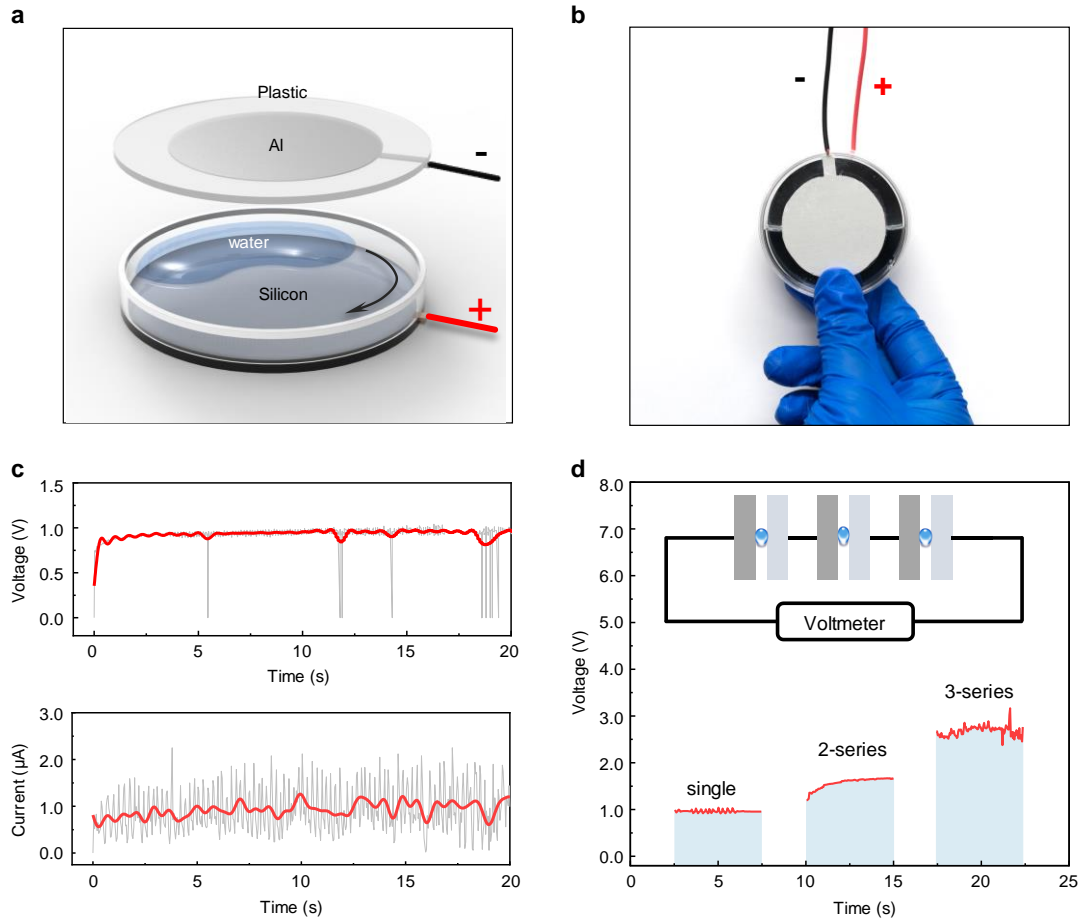 a
Plastic
Al
-
water
Silicon
+
b
-
+
c
Voltage (V)
1.5
1.0
0.5
0.0
0 5 10 15 20
Time (s)
Current (μA)
3.0
2.0
1.0
0.0
0 5 10 15 20
Time (s)
d
Voltage (V)
8.0
7.0
6.0
5.0
4.0
3.0
2.0
1.0
0.0
Voltmeter
single
2-series
3-series
0 5 10 15 20 25
Time (s)